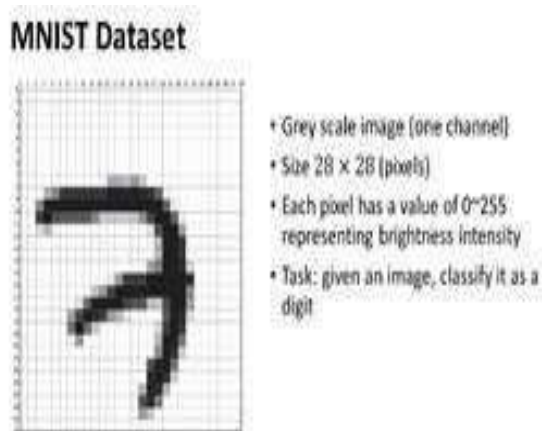 MNIST Dataset
• Grey scale image (one channel)
• Size 28 × 28 (pixels)
• Each pixel has a value of 0~255
representing brightness intensity
• Task: given an image, classify it as a
digit